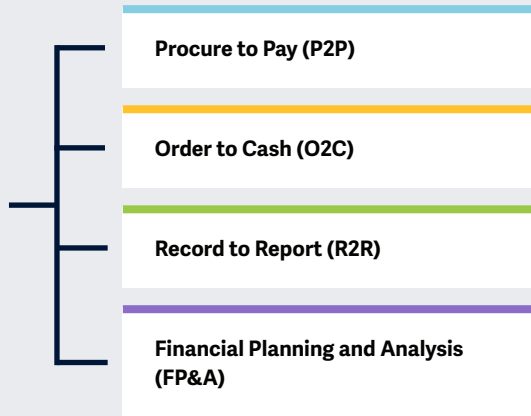 Procure to Pay (P2P)
Order to Cash (O2C)
Record to Report (R2R)
Financial Planning and Analysis
(FP&A)